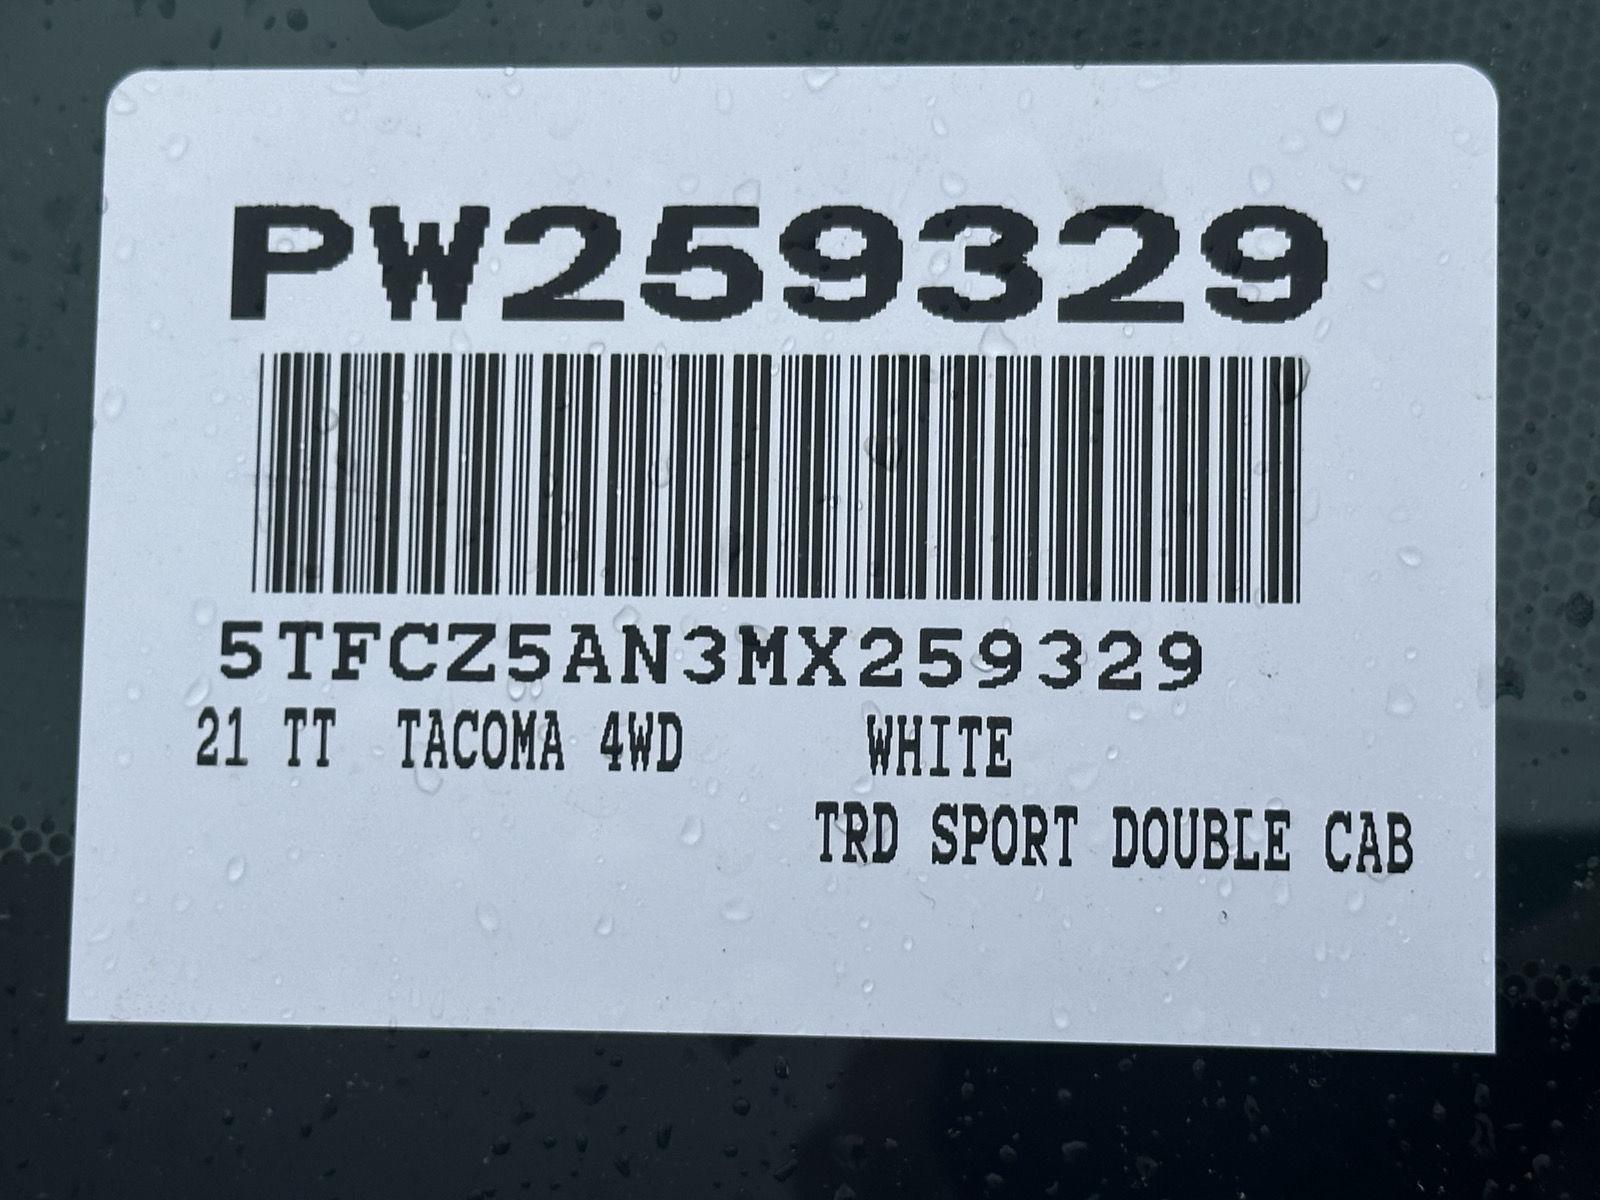 PW259329
5TFCZ5AN3MX259329
21 TT TACOMA 4WD WHITE
TRD SPORT DOUBLE CAB